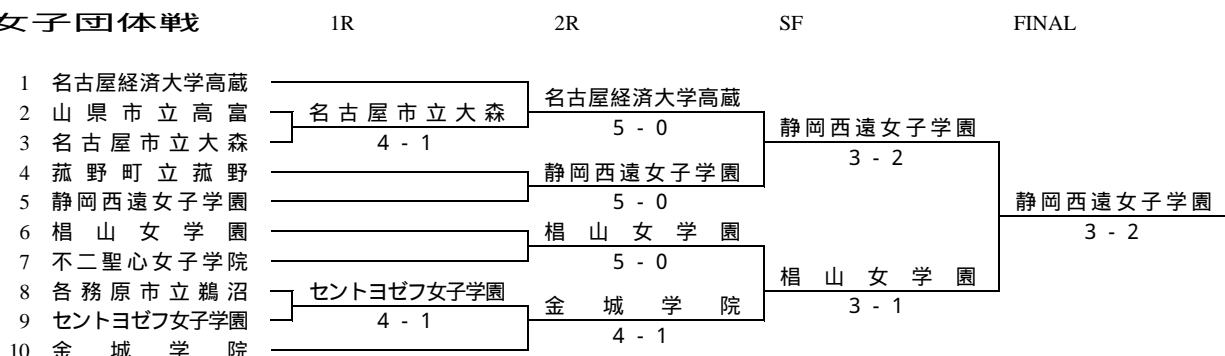 女子団体戦 1R 2R SF FINAL
1 名古屋経済大学高蔵
名古屋経済大学高蔵
2 山県市立高富 名古屋市立大森
5 - 0
静岡西遠女子学園
3 名古屋市立大森 4 - 1
3 - 2
4 菰野町立菰野 静岡西遠女子学園
5 静岡西遠女子学園 5 - 0
静岡西遠女子学園
6 椙山女学園 椙山女学園
3 - 2
7 不二聖心女子学院 5 - 0
椙山女学園
8 各務原市立鵜沼 セントヨゼフ女子学園
金城学院
3 - 1
9 セントヨゼフ女子学園 4 - 1
4 - 1
10 金城学院